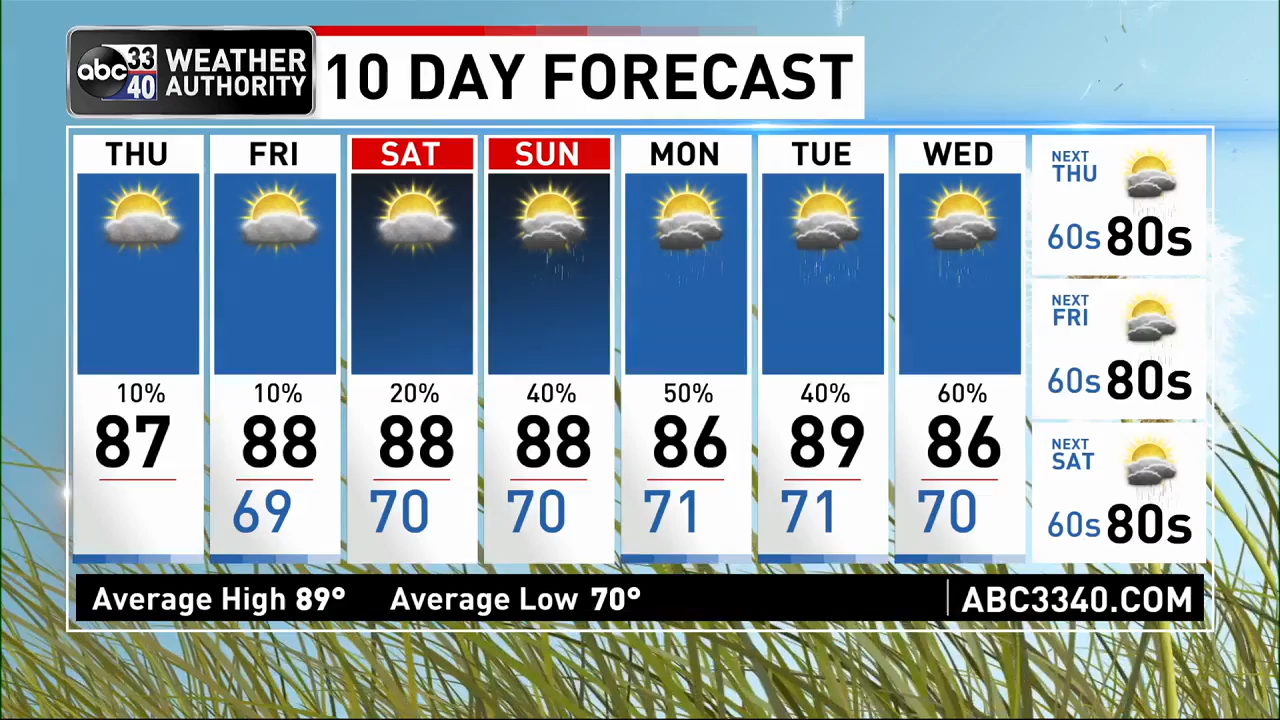 abc 33 40 WEATHER AUTHORITY
10 DAY FORECAST
THU FRI SAT SUN MON TUE WED
10% 10% 20% 40% 50% 40% 60%
87 88 88 88 86 89 86
69 70 70 71 71 70
NEXT
THU
60s 80s
NEXT
FRI
60s 80s
NEXT
SAT
60s 80s
Average High 89° Average Low 70° ABC3340.COM